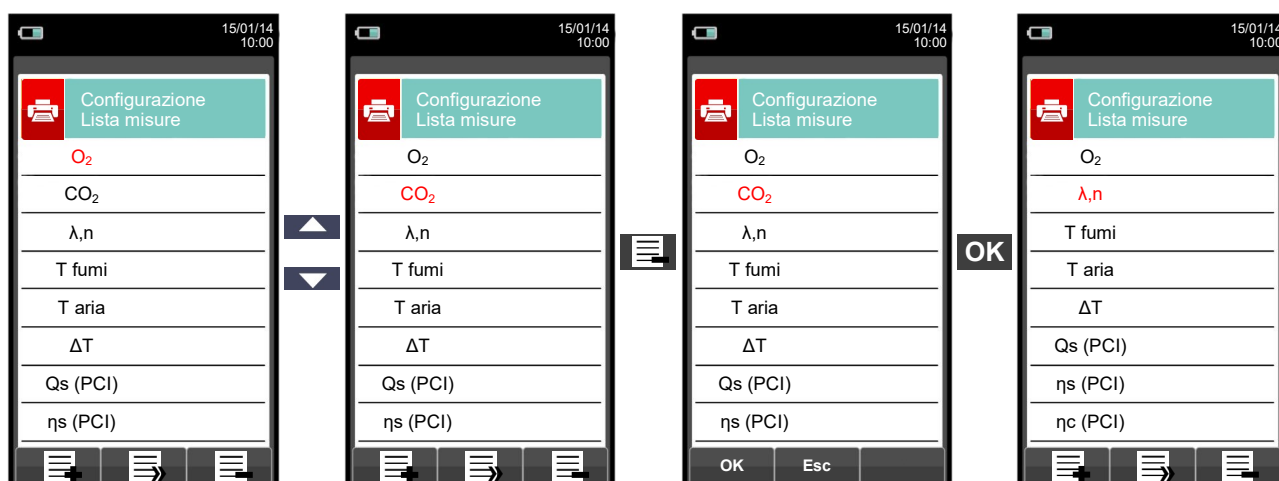 15/01/14
10:00
Configurazione
Lista misure
O₂
CO₂
λ,n
T fumi
T aria
ΔT
Qs (PCI)
ηs (PCI)
15/01/14
10:00
Configurazione
Lista misure
O₂
CO₂
λ,n
T fumi
T aria
ΔT
Qs (PCI)
ηs (PCI)
15/01/14
10:00
Configurazione
Lista misure
O₂
CO₂
λ,n
T fumi
T aria
ΔT
Qs (PCI)
ηs (PCI)
OK Esc
OK
15/01/14
10:00
Configurazione
Lista misure
O₂
λ,n
T fumi
T aria
ΔT
Qs (PCI)
ηs (PCI)
ηc (PCI)